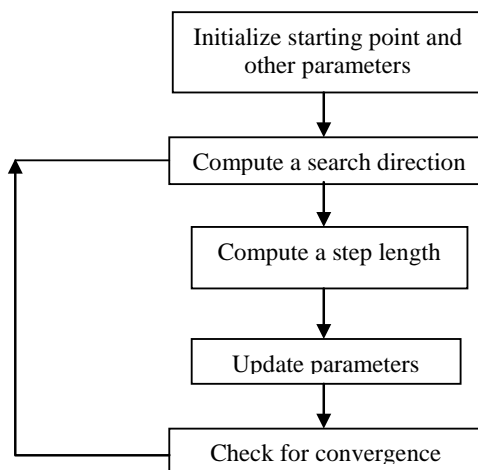 Initialize starting point and
other parameters
Compute a search direction
Compute a step length
Update parameters
Check for convergence